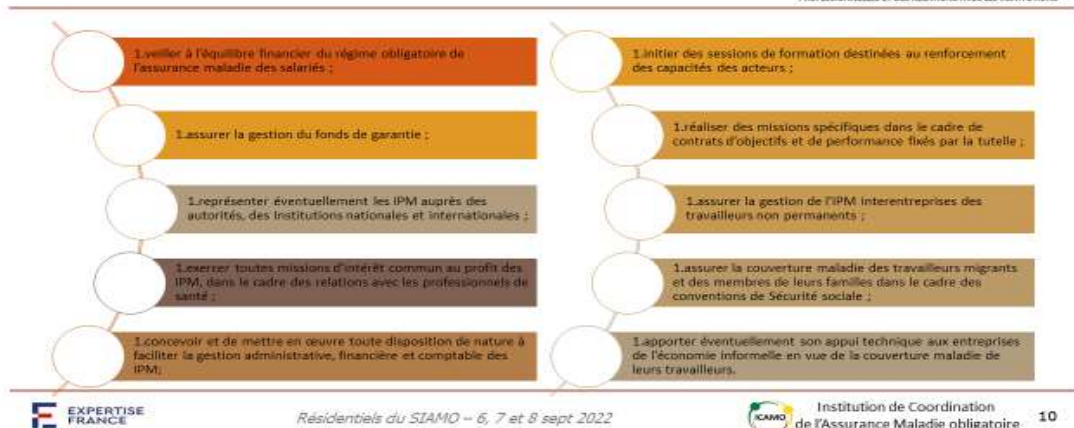 1.veiller à l'équilibre financier du régime obligatoire de
l'assurance maladie des salariés ;
1.assurer la gestion du fonds de garantie ;
1.représenter éventuellement les IPM auprès des
autorités, des Institutions nationales et internationales ;
1.exercer toutes missions d'intérêt commun au profit des
IPM, dans le cadre des relations avec les professionnels de
santé ;
1.concevoir et de mettre en œuvre toute disposition de nature à
faciliter la gestion administrative, financière et comptable des
IPM;
1.initier des sessions de formation destinées au renforcement
des capacités des acteurs ;
1.réaliser des missions spécifiques dans le cadre de
contrats d'objectifs et de performance fixés par la tutelle ;
1.assurer la gestion de l'IPM interentreprises des
travailleurs non permanents ;
1.assurer la couverture maladie des travailleurs migrants
et des membres de leurs familles dans le cadre des
conventions de Sécurité sociale ;
1.apporter éventuellement son appui technique aux entreprises
de l'économie informelle en vue de la couverture maladie de
leurs travailleurs.
EXPERTISE
FRANCE
Résidentiels du SIAMO – 6, 7 et 8 sept 2022
ICAMO
Institution de Coordination
de l'Assurance Maladie obligatoire
10